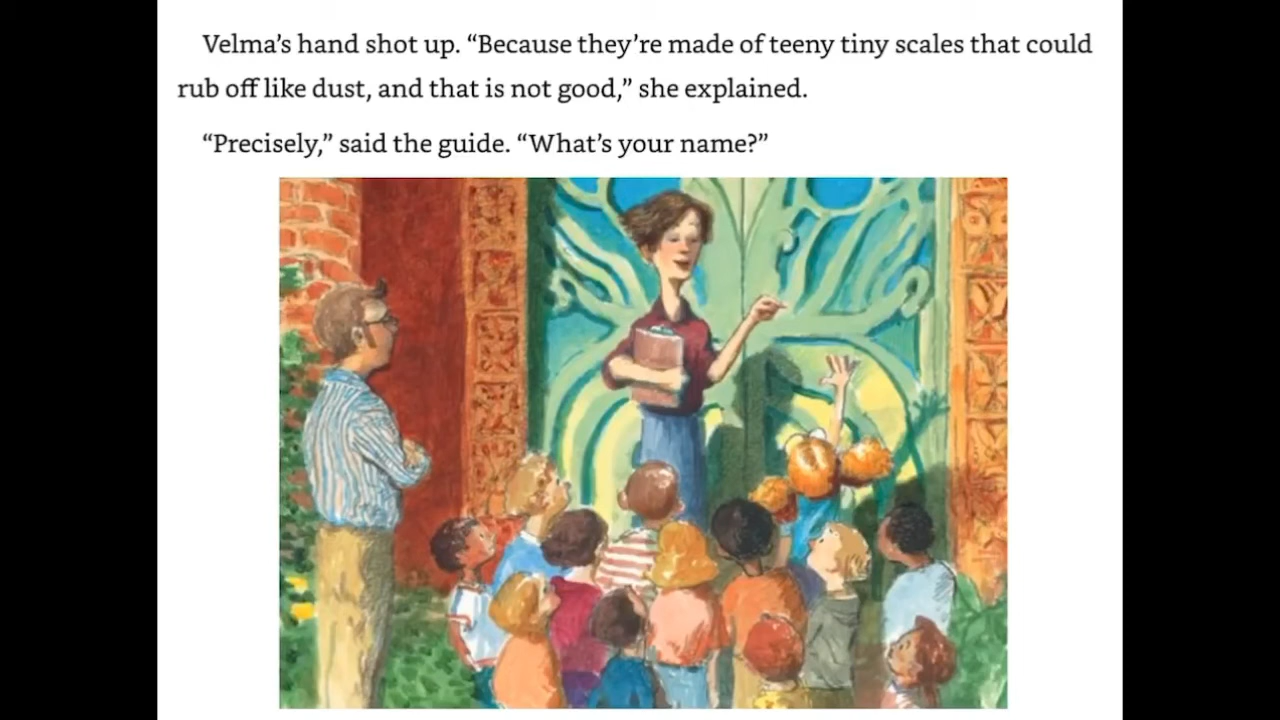 Velma’s hand shot up. “Because they’re made of teeny tiny scales that could
rub off like dust, and that is not good,” she explained.
“Precisely,” said the guide. “What’s your name?”